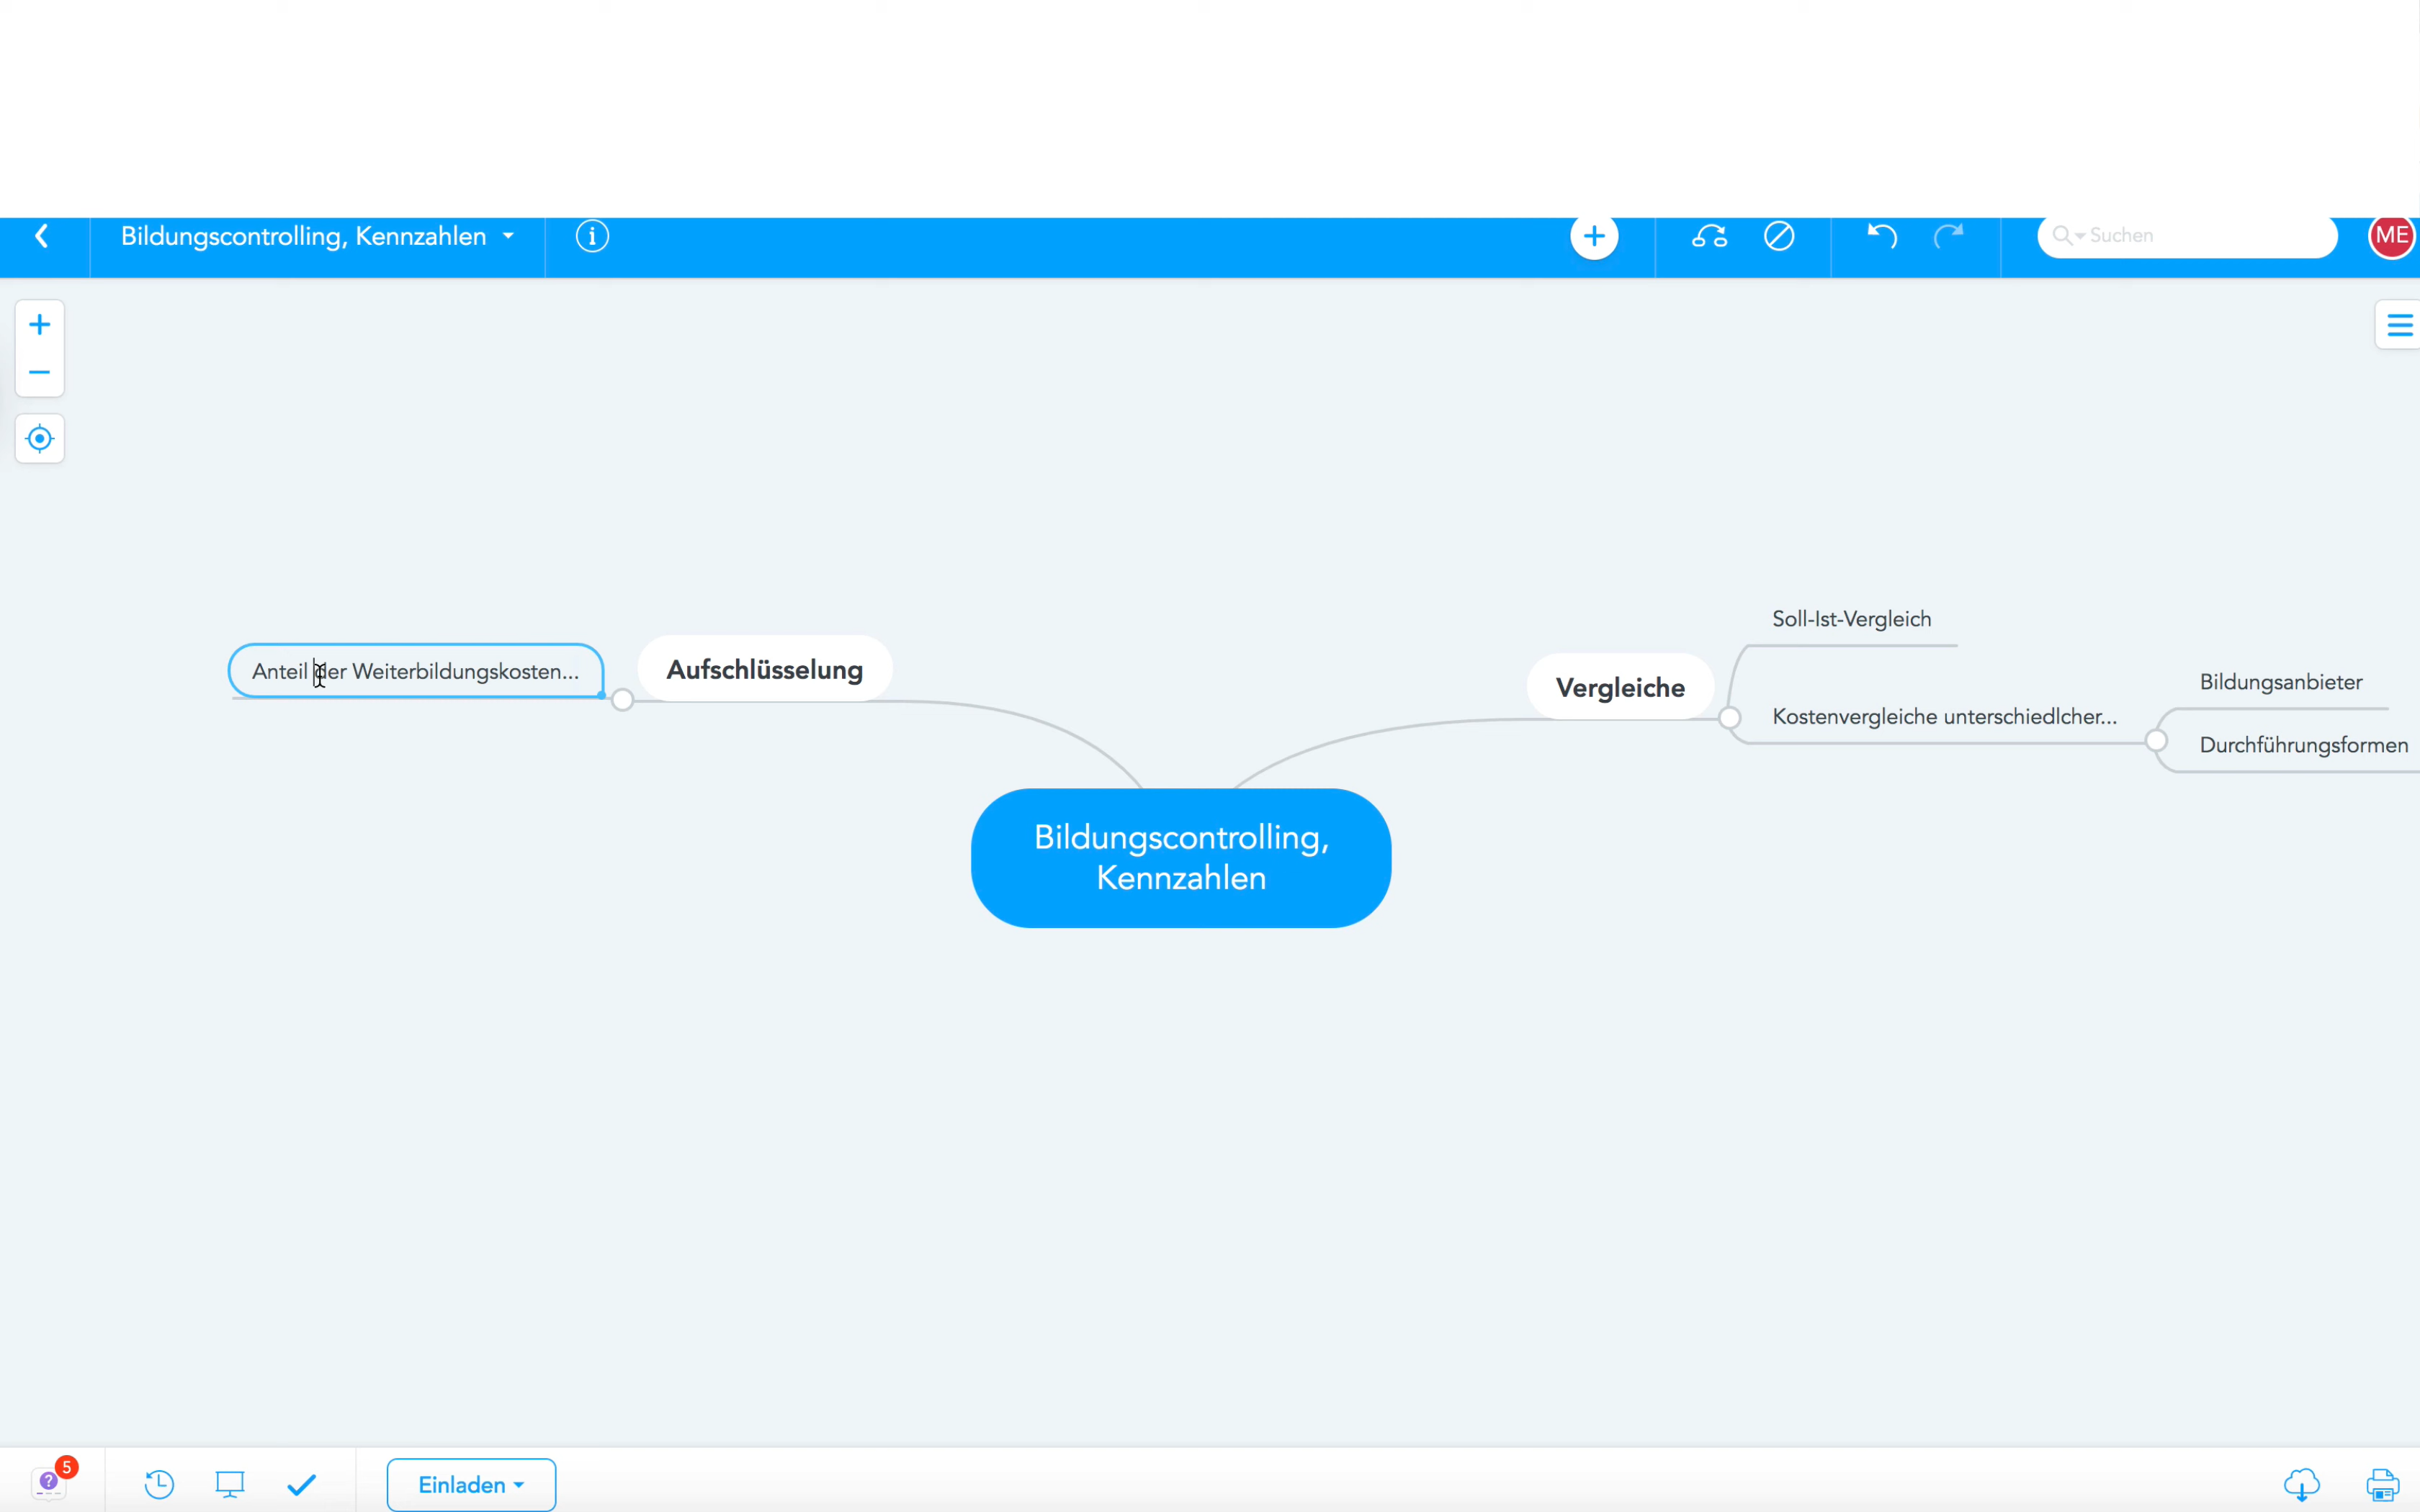 Bildungscontrolling, Kennzahlen
Suchen
ME
Soll-Ist-Vergleich
Anteil der Weiterbildungskosten...
Aufschlüsselung
Vergleiche
Bildungsanbieter
Kostenvergleiche unterschiedlcher...
Durchführungsformen
Bildungscontrolling,
Kennzahlen
5
Einladen